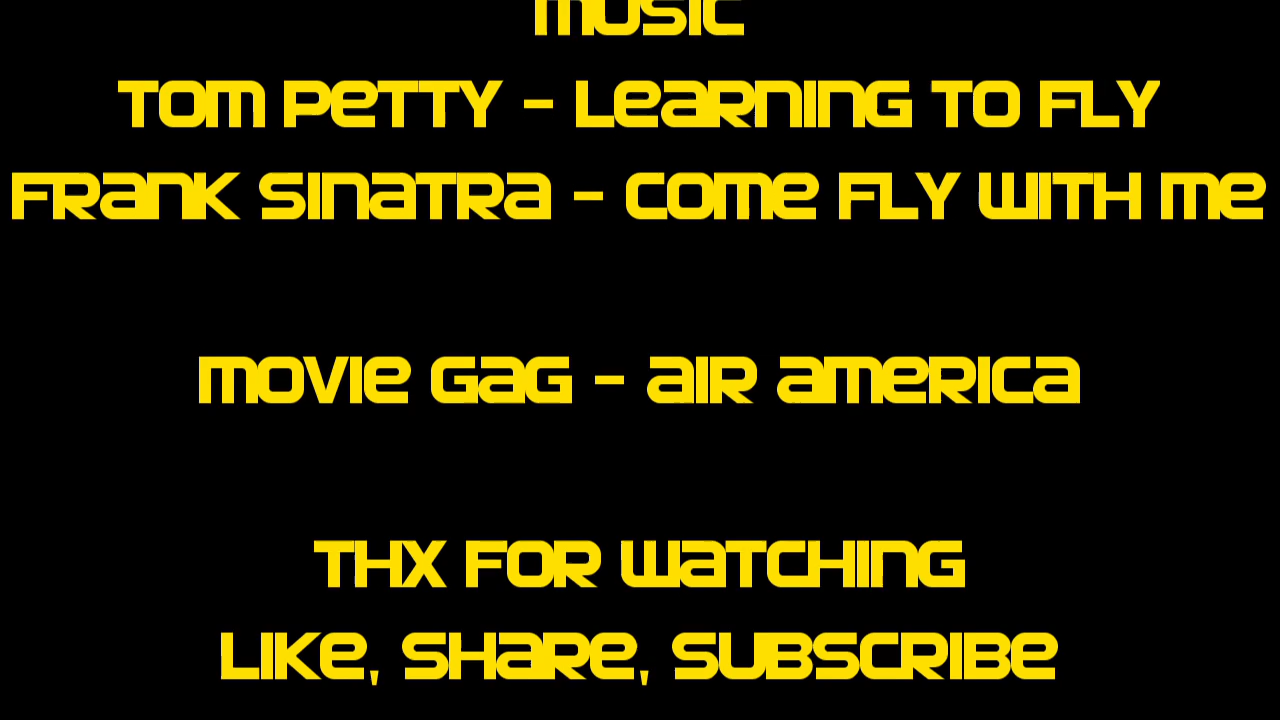 MUSIC
TOM PETTY - LEARNING TO FLY
FRANK SINATRA - COME FLY WITH ME
MOVIE GAG - AIR AMERICA
THX FOR WATCHING
LIKE, SHARE, SUBSCRIBE